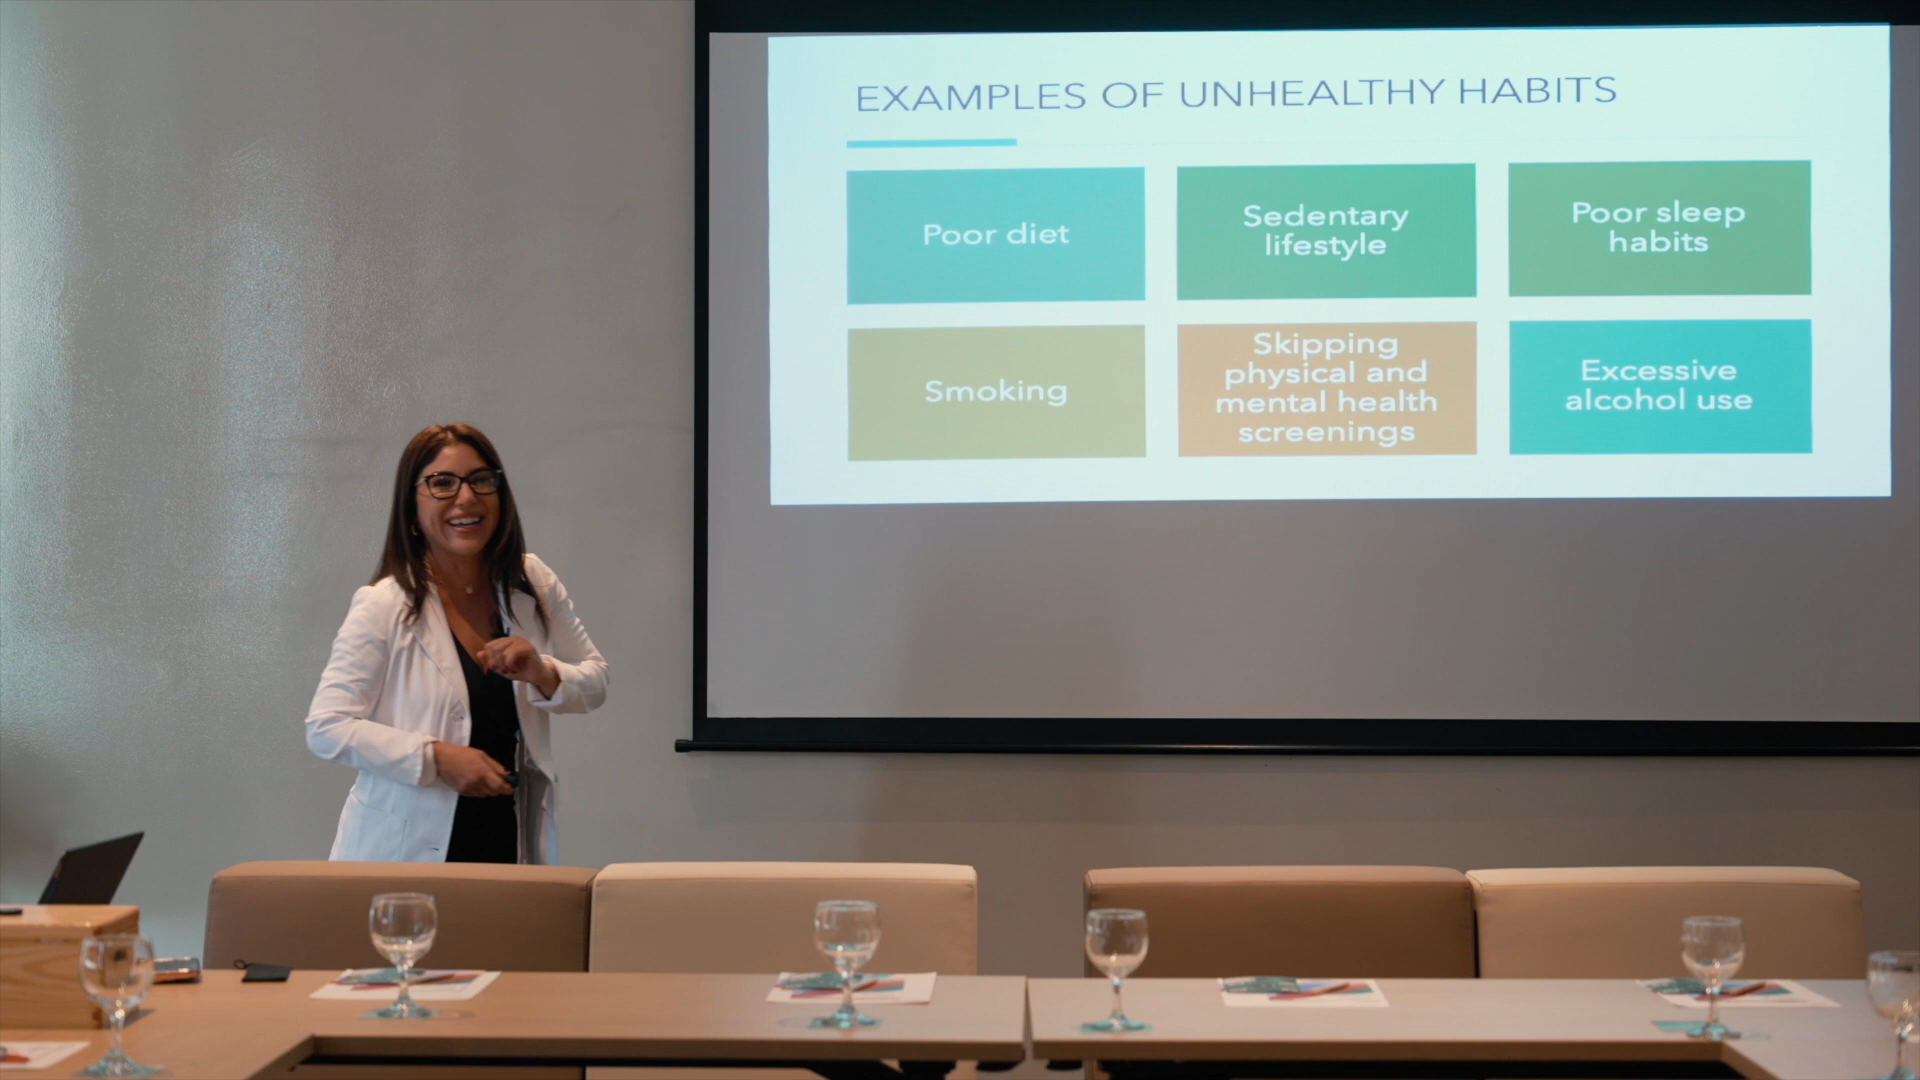 EXAMPLES OF UNHEALTHY HABITS
Poor diet
Sedentary
lifestyle
Poor sleep
habits
Smoking
Skipping
physical and
mental health
screenings
Excessive
alcohol use